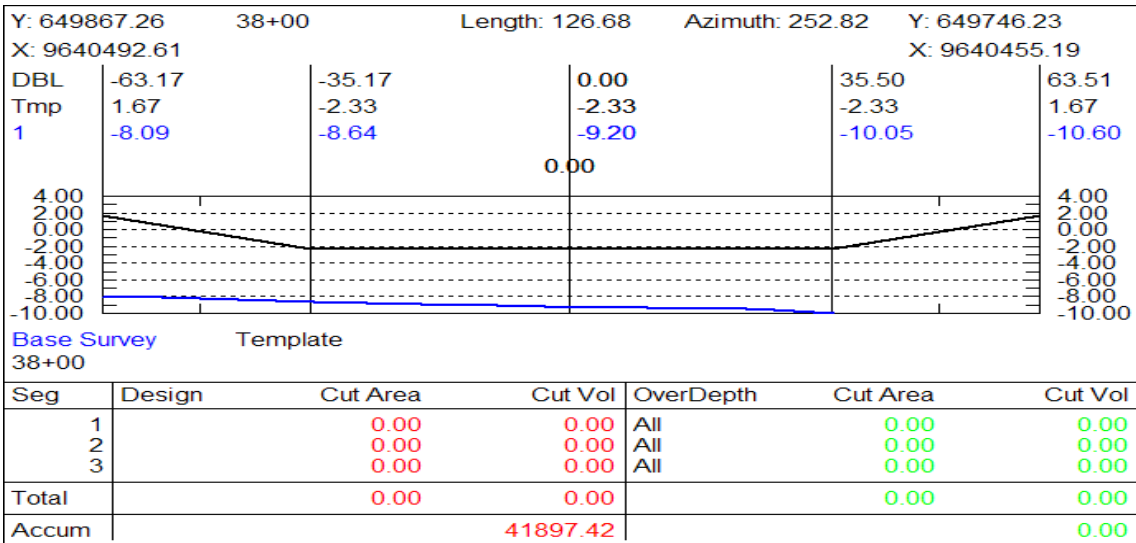 Y: 649867.26 38+00 Length: 126.68 Azimuth: 252.82 Y: 649746.23
X: 9640492.61 X: 9640455.19
DBL -63.17 -35.17 0.00 35.50 63.51
Tmp 1.67 -2.33 -2.33 -2.33 1.67
1 -8.09 -8.64 -9.20 -10.05 -10.60
0.00
4.00 4.00
2.00 2.00
0.00 0.00
-2.00 -2.00
-4.00 -4.00
-6.00 -6.00
-8.00 -8.00
-10.00 -10.00
Base Survey Template
38+00
Seg Design Cut Area Cut Vol OverDepth Cut Area Cut Vol
1 0.00 0.00 All 0.00 0.00
2 0.00 0.00 All 0.00 0.00
3 0.00 0.00 All 0.00 0.00
Total 0.00 0.00 0.00 0.00
Accum 41897.42 0.00